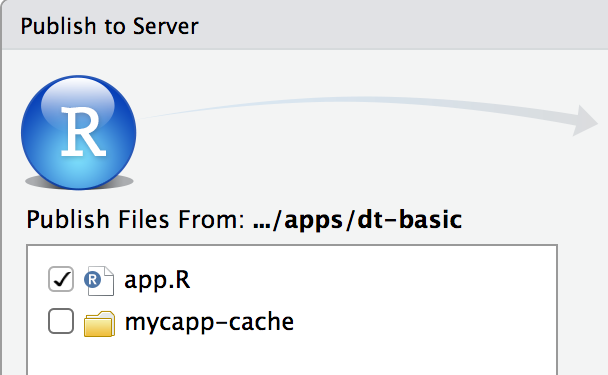 Publish to Server
R
Publish Files From: .../apps/dt-basic
R app.R
mycapp-cache